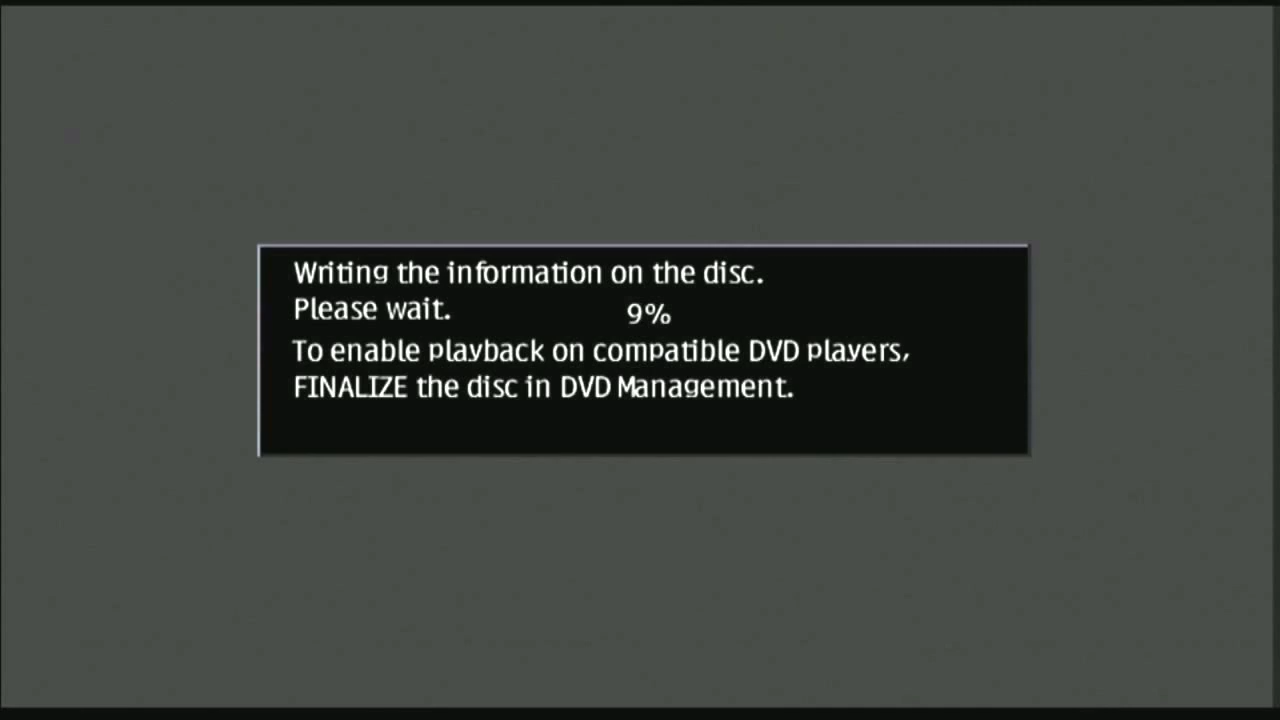 Writing the information on the disc.
Please wait. 9%
To enable playback on compatible DVD players,
FINALIZE the disc in DVD Management.